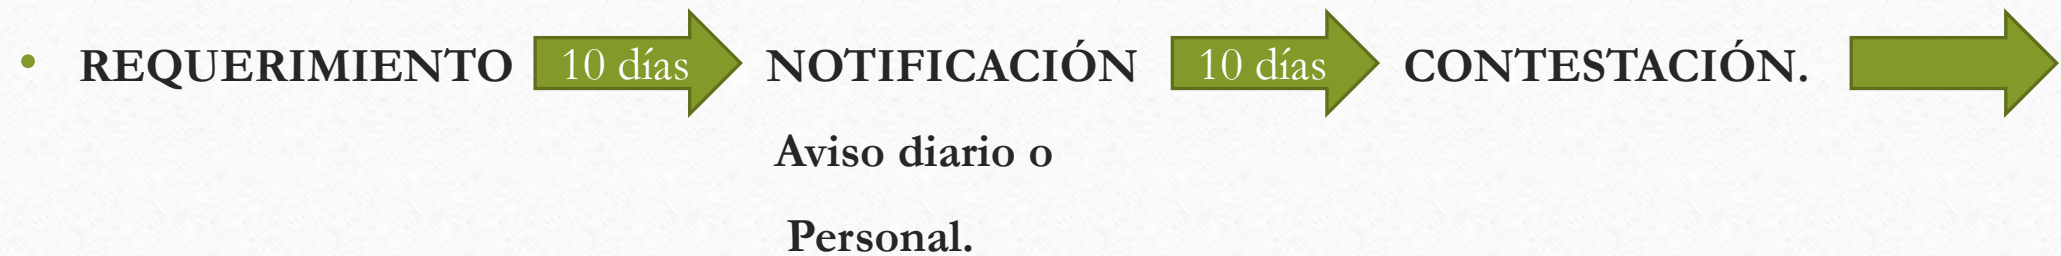 • REQUERIMIENTO 10 días NOTIFICACIÓN 10 días CONTESTACIÓN.
Aviso diario o
Personal.